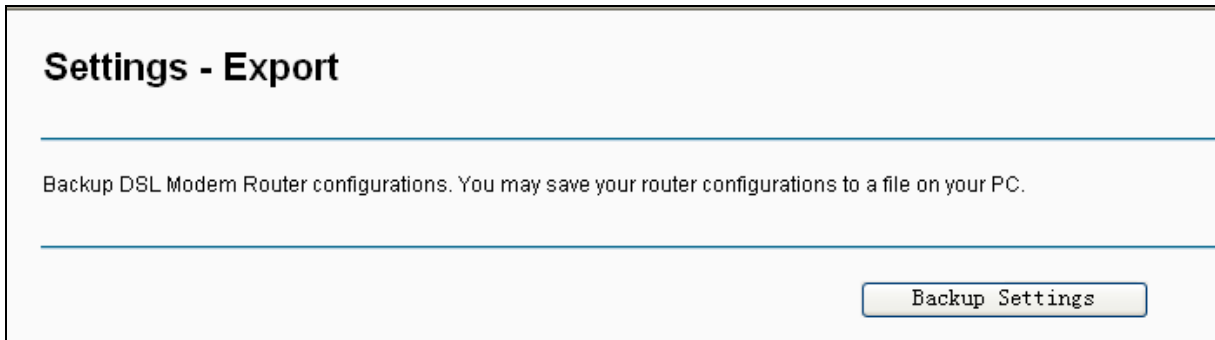 Settings - Export
Backup DSL Modem Router configurations. You may save your router configurations to a file on your PC.
Backup Settings